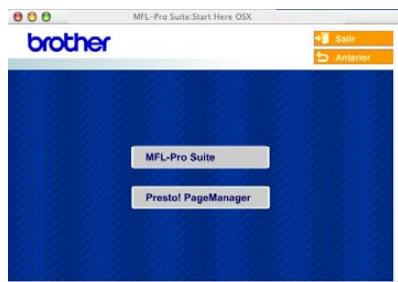 MFL-Pro Suite:Start Here OSX
brother
Salir
Anterior
MFL-Pro Suite
Presto! PageManager